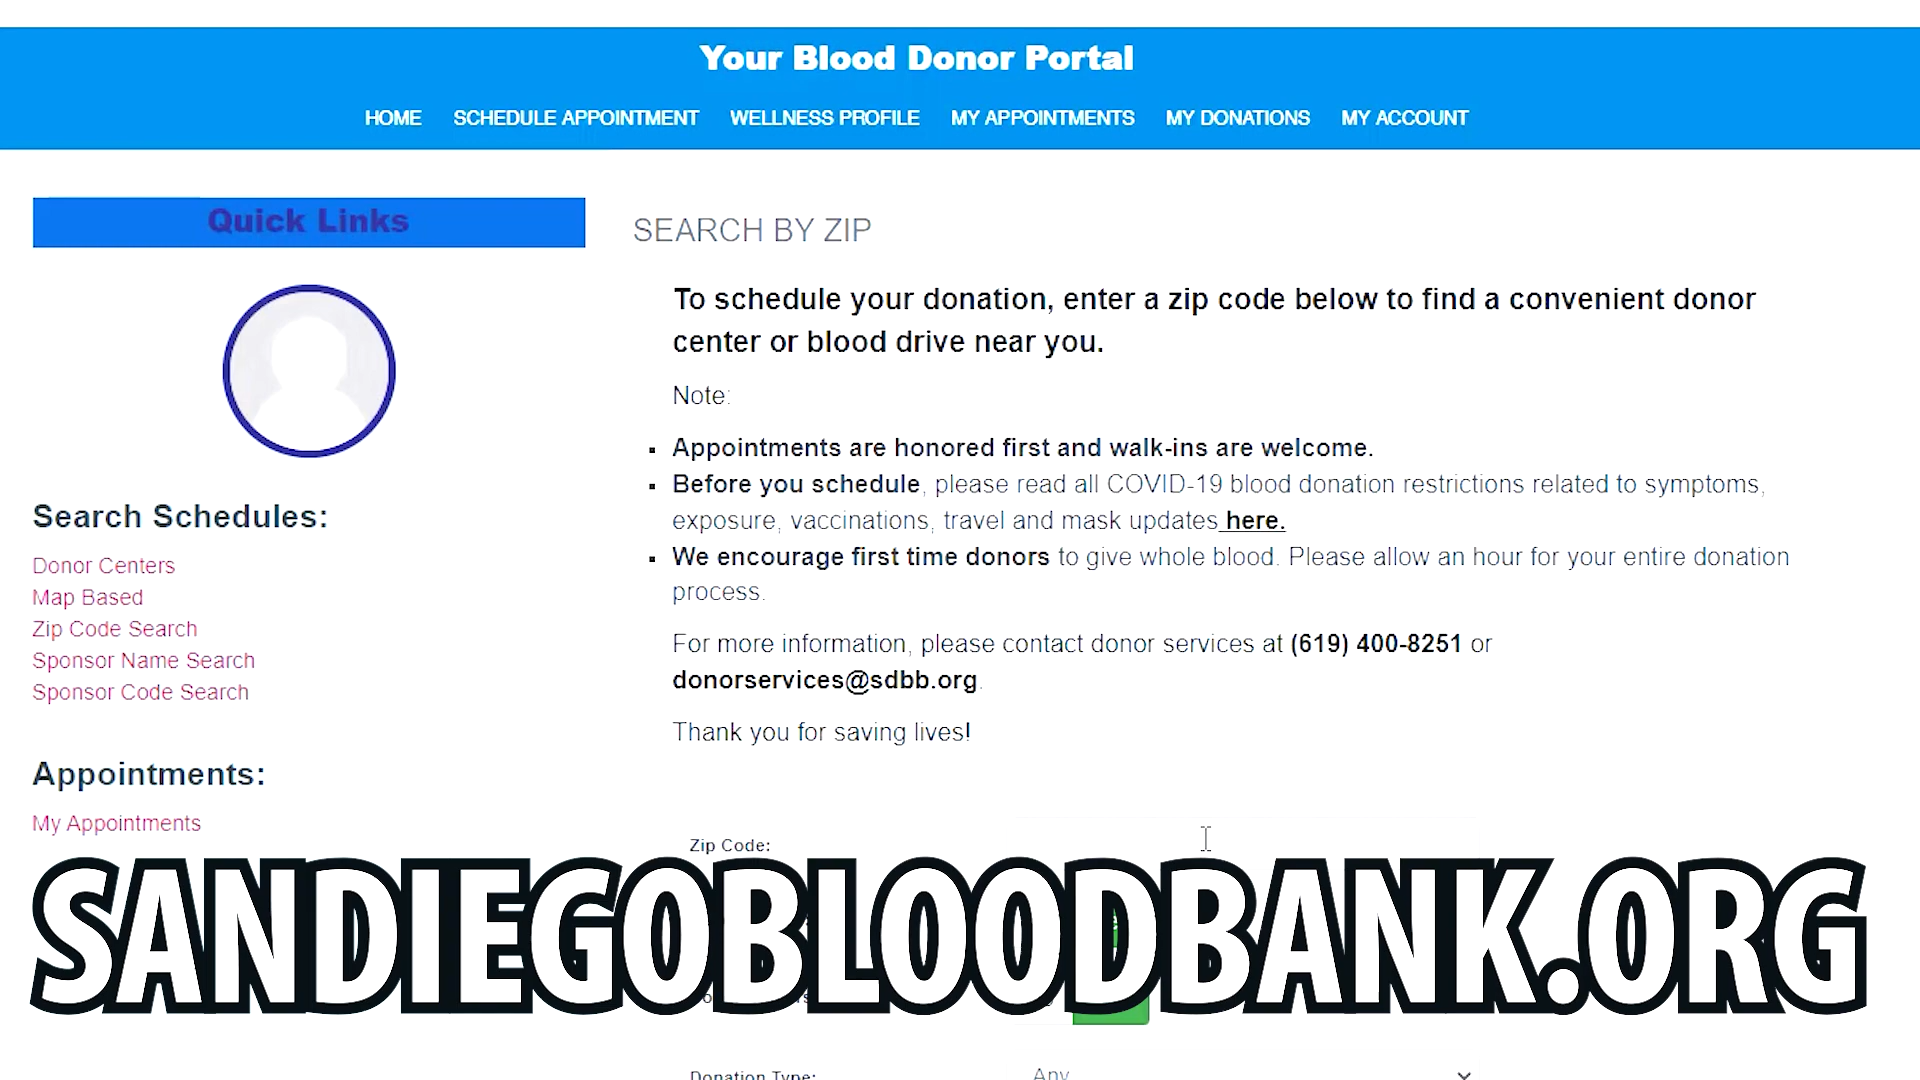 Your Blood Donor Portal
HOME SCHEDULE APPOINTMENT WELLNESS PROFILE MY APPOINTMENTS MY DONATIONS MY ACCOUNT
Quick Links
Search Schedules:
Donor Centers
Map Based
Zip Code Search
Sponsor Name Search
Sponsor Code Search
Appointments:
My Appointments
SEARCH BY ZIP
To schedule your donation, enter a zip code below to find a convenient donor
center or blood drive near you.
Note:
Appointments are honored first and walk-ins are welcome.
Before you schedule, please read all COVID-19 blood donation restrictions related to symptoms,
exposure, vaccinations, travel and mask updates here.
We encourage first time donors to give whole blood. Please allow an hour for your entire donation
process.
For more information, please contact donor services at (619) 400-8251 or
donorservices@sdbb.org.
Thank you for saving lives!
Zip Code:
SANDIEGOBLOODBANK.ORG
Donation Type: Any